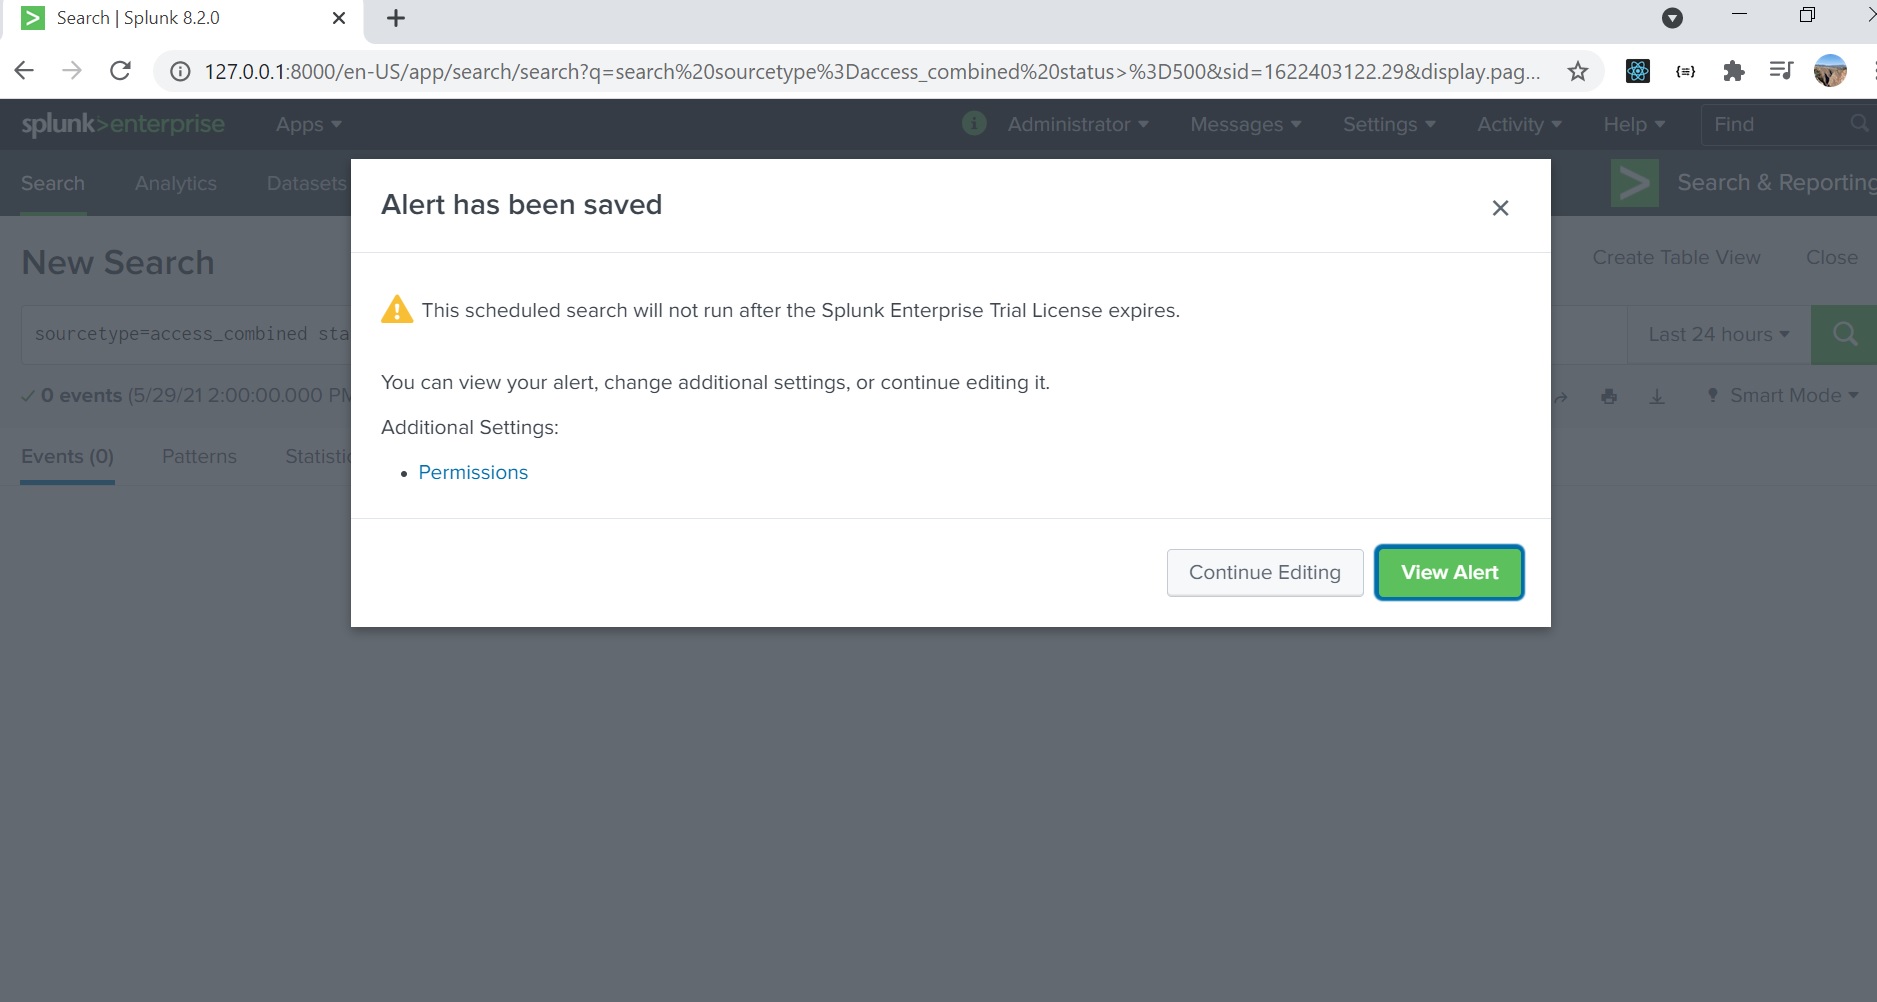 Search | Splunk 8.2.0
127.0.0.1:8000/en-US/app/search/search?q=search%20sourcetype%3Daccess_combined%20status>%3D500&sid=1622403122.29&display.pag...
splunk>enterprise Apps Administrator Messages Settings Activity Help Find
Search Analytics Datasets Search & Reporting
Alert has been saved
New Search Create Table View Close
This scheduled search will not run after the Splunk Enterprise Trial License expires.
sourcetype=access_combined sta Last 24 hours
You can view your alert, change additional settings, or continue editing it.
0 events (5/29/21 2:00:00.000 PM Smart Mode
Additional Settings:
Events (0) Patterns Statistic
Permissions
Continue Editing View Alert